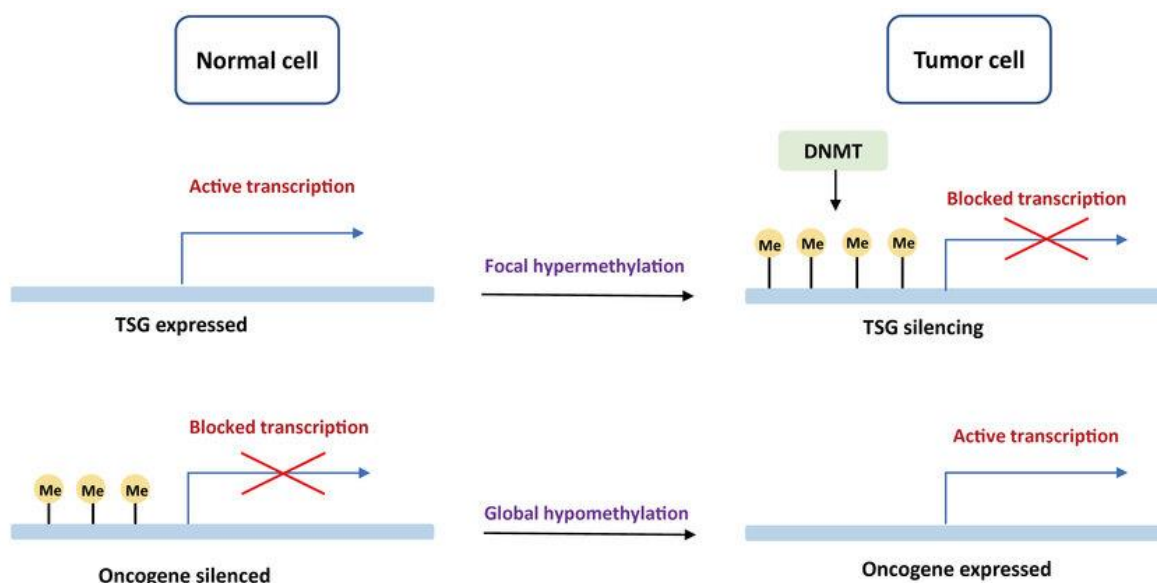 Normal cell
Tumor cell
DNMT
Active transcription
Blocked transcription
Me Me Me Me
Focal hypermethylation
TSG expressed
TSG silencing
Blocked transcription
Active transcription
Me Me Me
Global hypomethylation
Oncogene silenced
Oncogene expressed